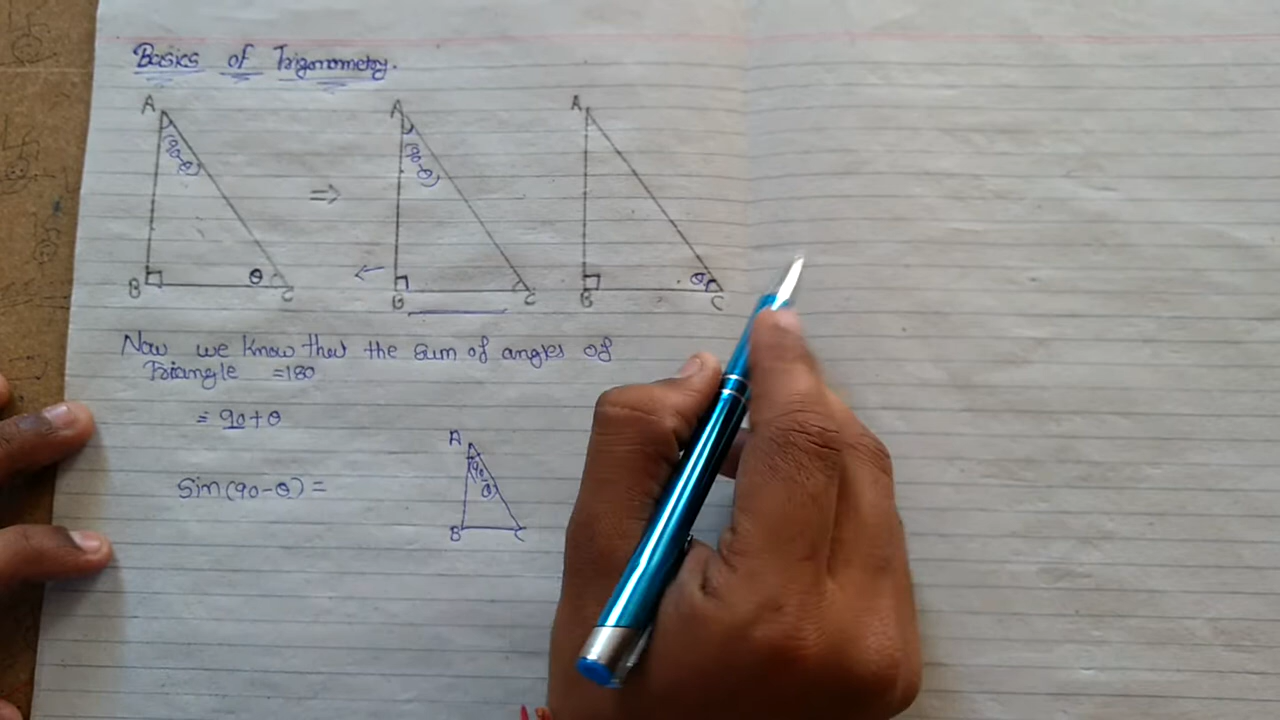 Basics of Trigonometry.
A
(90-θ)
B
θ
C
⇒
A
(90-θ)
←
B
C
A
B
θ
C
Now we know that the sum of angles of
Triangle =180
= 90+θ
Sin(90-θ) =
A
(90-θ)
B
C